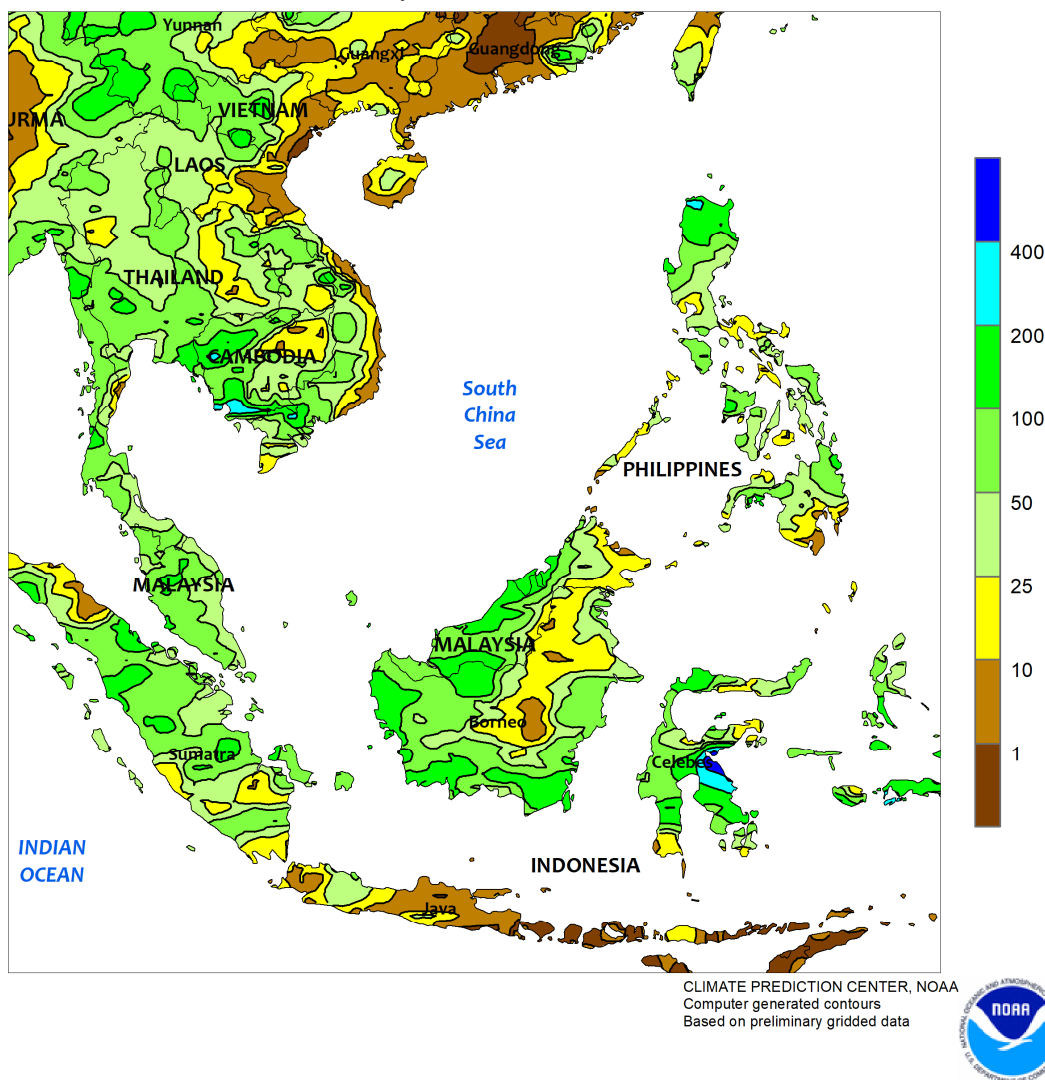 Yunnan
Guangxi
Guangdong
URMA
VIETNAM
LAOS
THAILAND
CAMBODIA
South
China
Sea
PHILIPPINES
MALAYSIA
MALAYSIA
Borneo
Sumatra
Celebes
INDIAN
OCEAN
INDONESIA
Java
400
200
100
50
25
10
1
CLIMATE PREDICTION CENTER, NOAA
Computer generated contours
Based on preliminary gridded data
NOAA